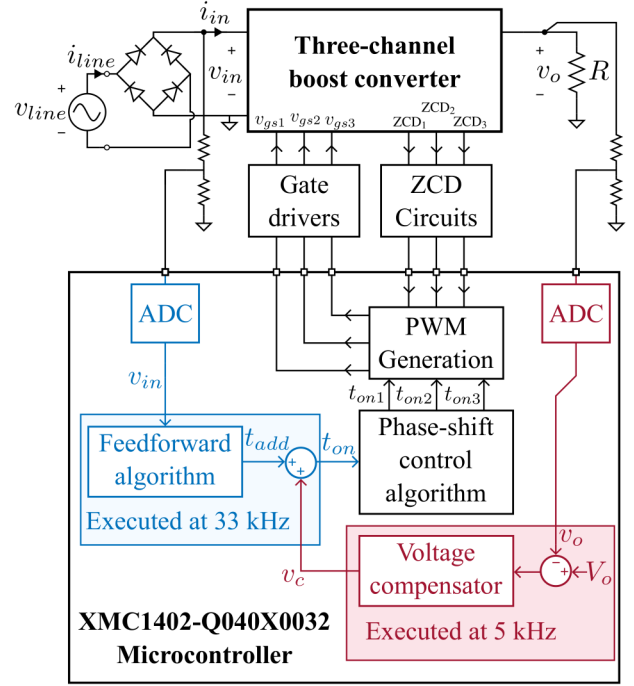 i_in
Three-channel
boost converter
i_line
+
v_in
−
+
v_o
−
R
+
v_line
−
v_gs1 v_gs2 v_gs3
ZCD_1 ZCD_2 ZCD_3
Gate
drivers
ZCD
Circuits
ADC
PWM
Generation
ADC
v_in
t_on1 t_on2 t_on3
Feedforward
algorithm
t_add
+
+
t_on
Phase-shift
control
algorithm
Executed at 33 kHz
v_o
v_c
Voltage
compensator
−
+
V_o
XMC1402-Q040X0032
Microcontroller
Executed at 5 kHz